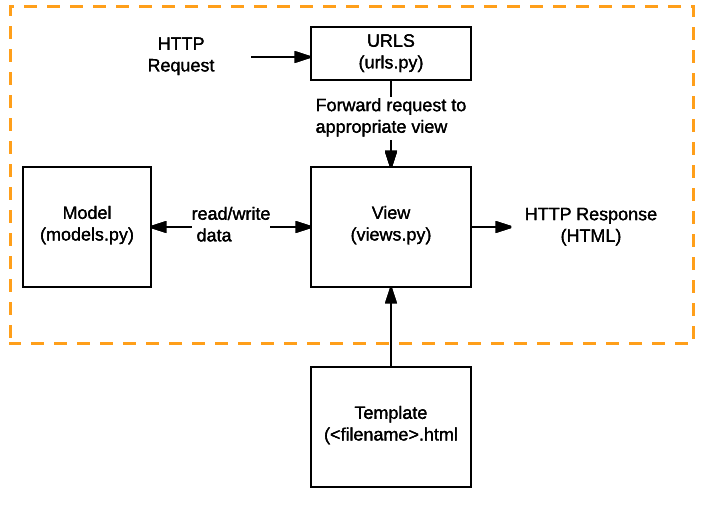 HTTP
Request
URLS
(urls.py)
Forward request to
appropriate view
Model
(models.py)
read/write
data
View
(views.py)
HTTP Response
(HTML)
Template
(<filename>.html